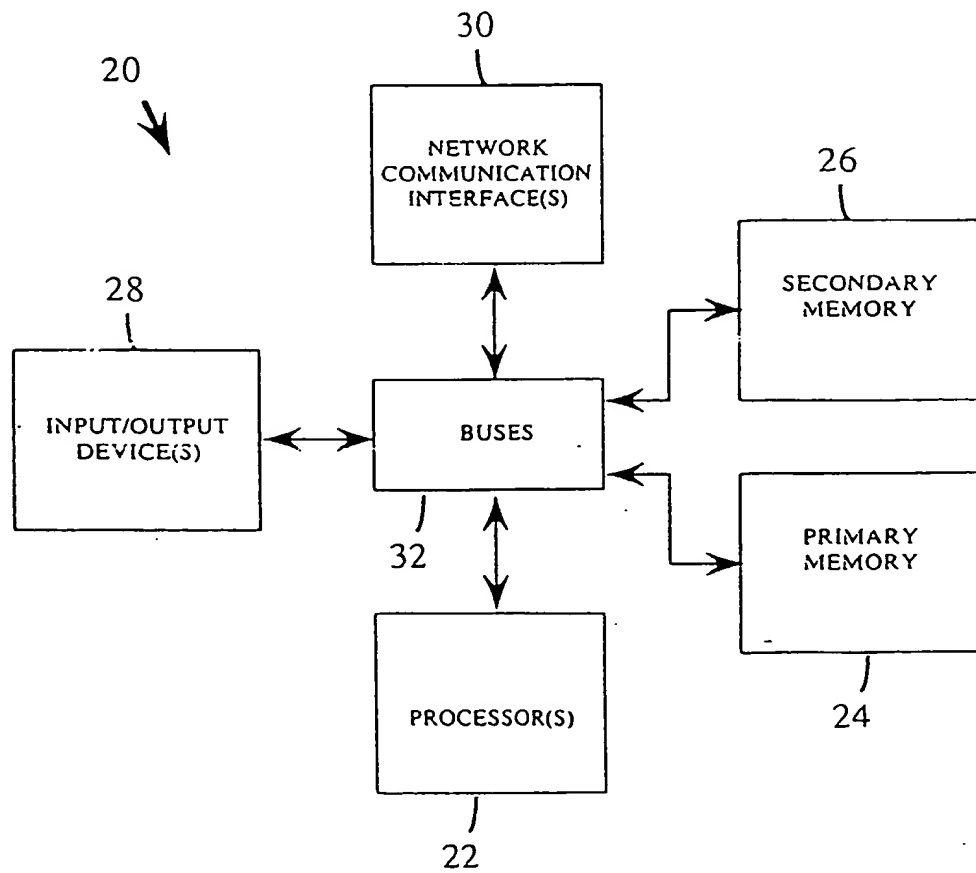 30
20
NETWORK
COMMUNICATION
INTERFACE(S)
26
SECONDARY
MEMORY
28
INPUT/OUTPUT
DEVICE(S)
BUSES
32
PRIMARY
MEMORY
24
PROCESSOR(S)
22